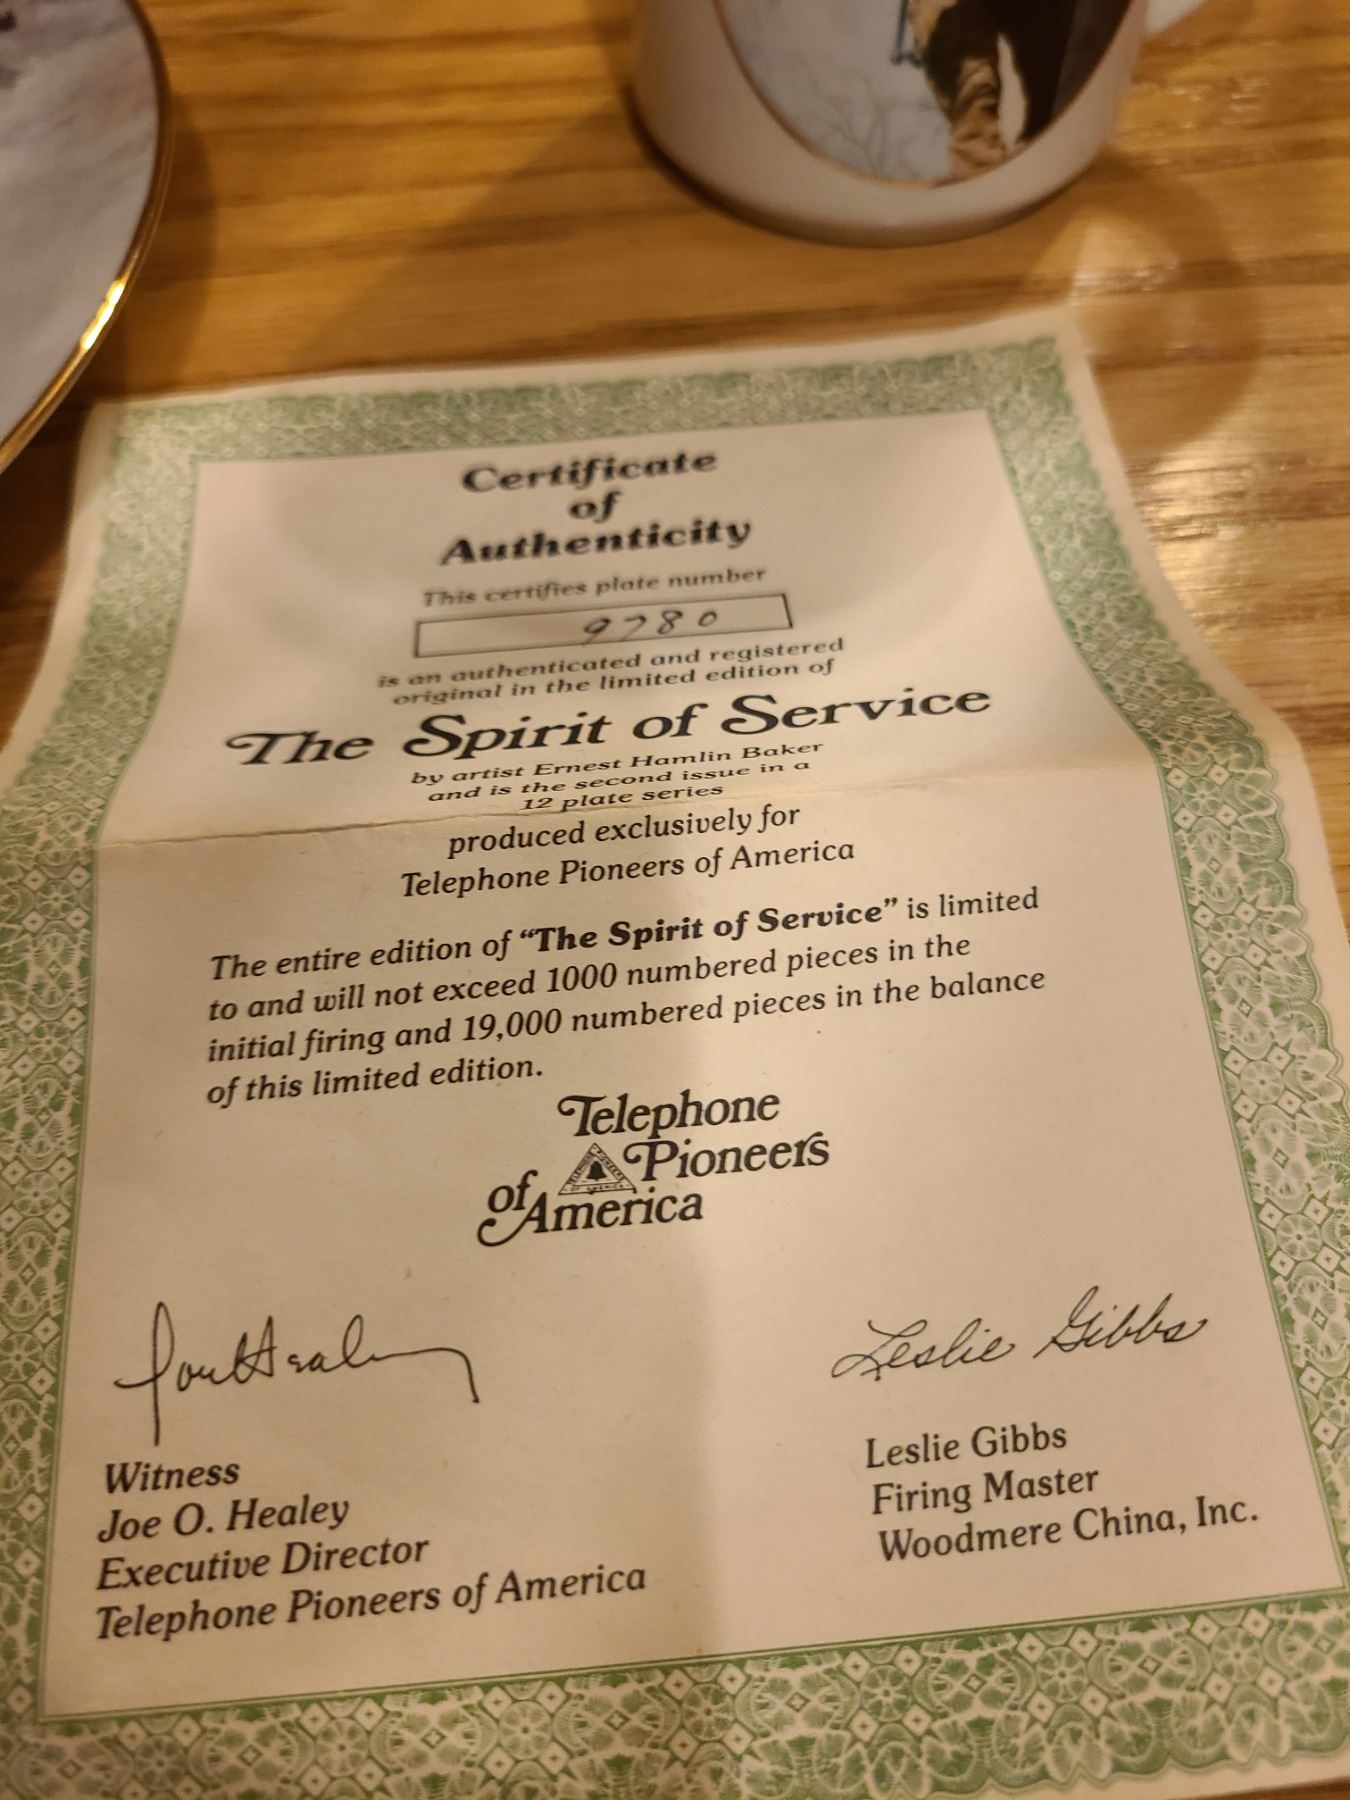 Certificate
of
Authenticity
This certifies plate number
9780
is an authenticated and registered
original in the limited edition of
The Spirit of Service
by artist Ernest Hamlin Baker
and is the second issue in a
12 plate series
produced exclusively for
Telephone Pioneers of America
The entire edition of “The Spirit of Service” is limited
to and will not exceed 1000 numbered pieces in the
initial firing and 19,000 numbered pieces in the balance
of this limited edition.
Telephone
Pioneers
of America
Joe O Healey
Witness
Joe O. Healey
Executive Director
Telephone Pioneers of America
Leslie Gibbs
Leslie Gibbs
Firing Master
Woodmere China, Inc.